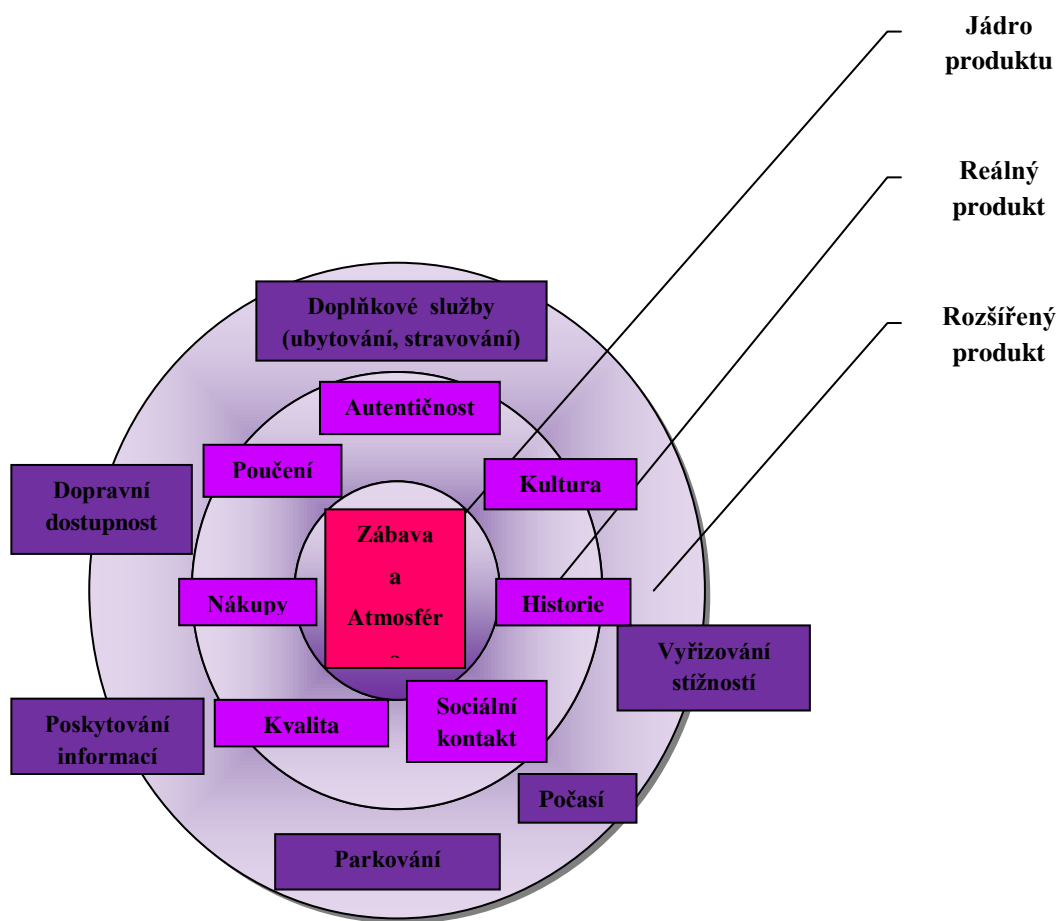 Jádro
produktu
Reálný
produkt
Rozšířený
produkt
Doplňkové služby
(ubytování, stravování)
Autentičnost
Poučení
Kultura
Dopravní
dostupnost
Zábava
a
Atmosfér
Nákupy
Historie
Vyřizování
stížností
Sociální
kontakt
Kvalita
Poskytování
informací
Počasí
Parkování